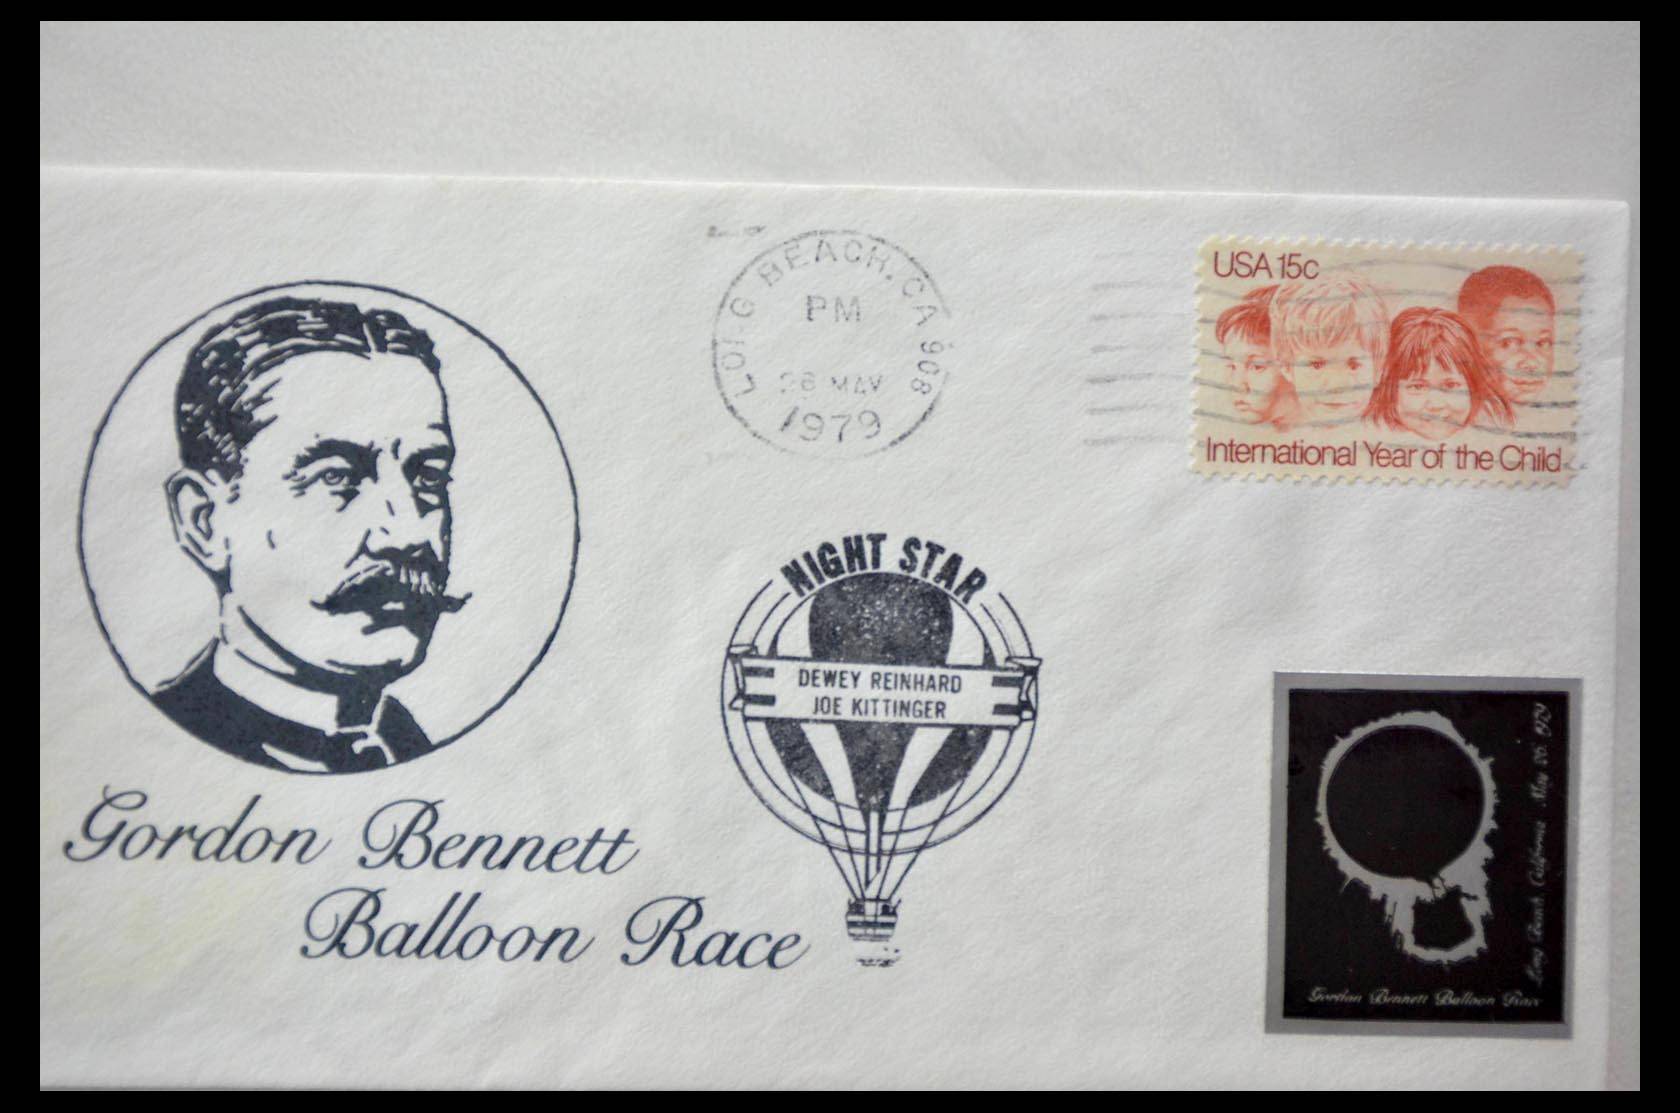 LONG BEACH, CA 908
PM
26 MAY
1979
USA 15c
International Year of the Child
NIGHT STAR
DEWEY REINHARD
JOE KITTINGER
Gordon Bennett
Balloon Race
Long Beach, California May 26, 1979
Gordon Bennett Balloon Race